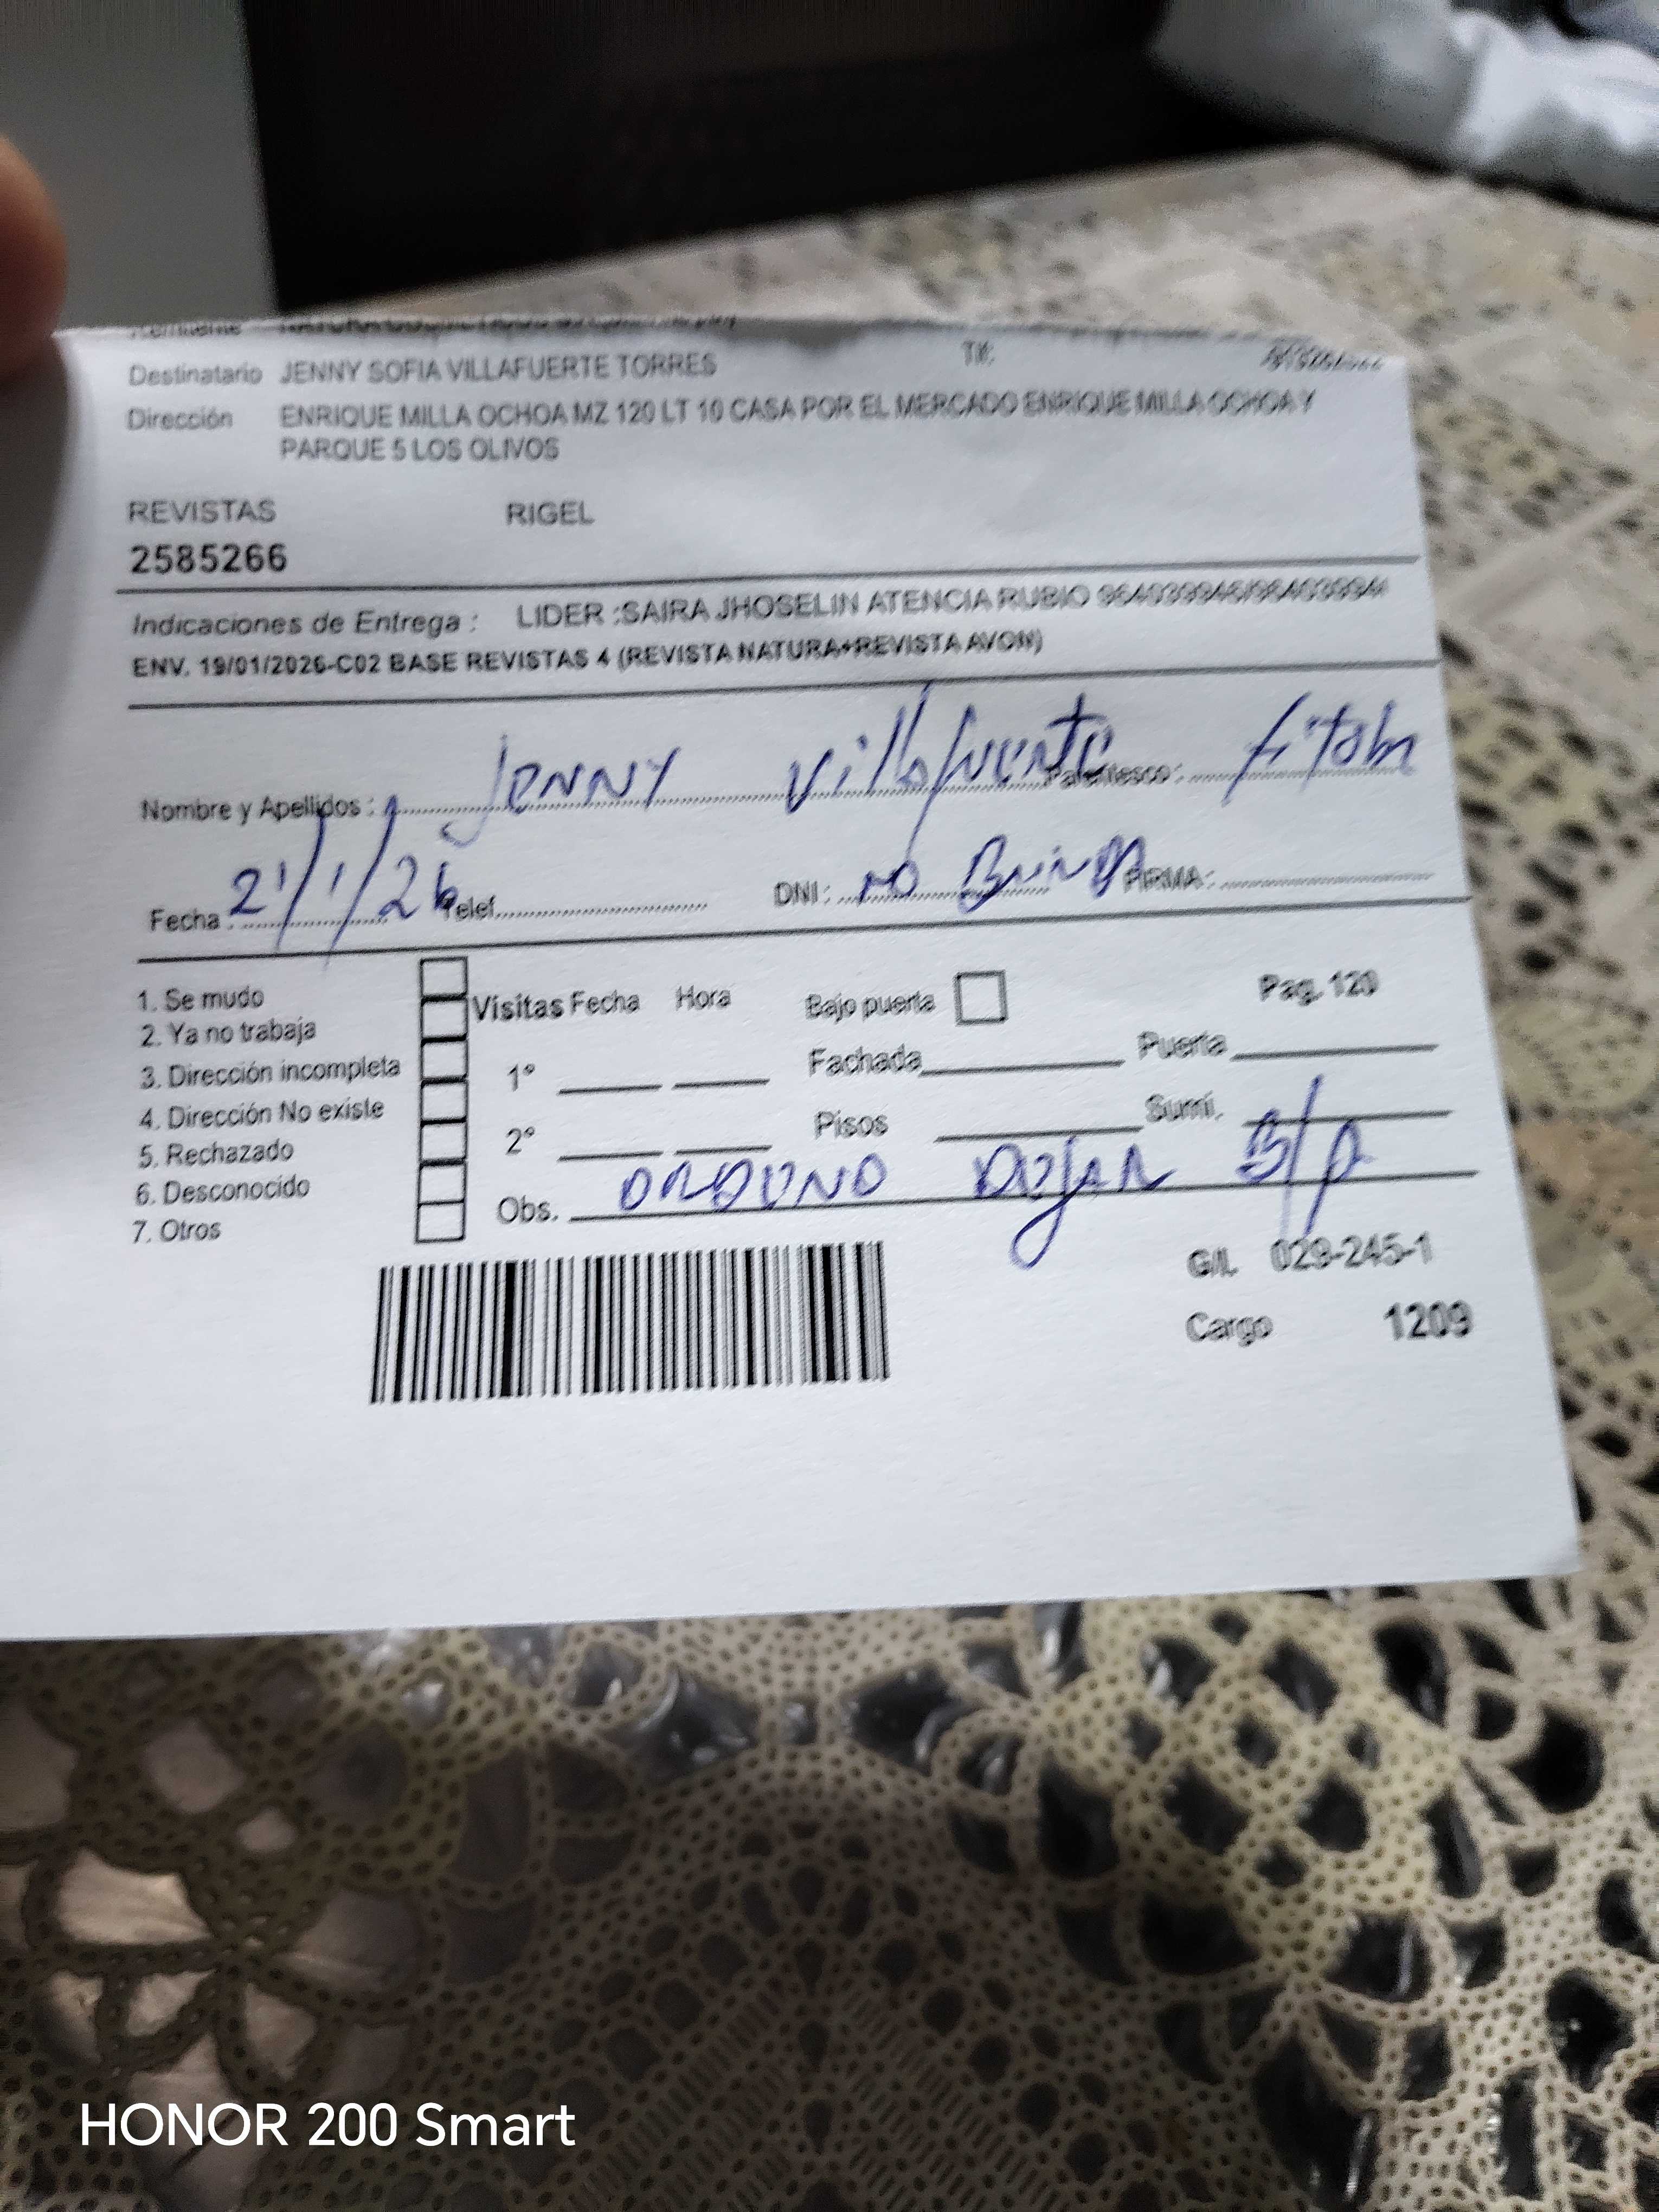 Remitente
Destinatario JENNY SOFIA VILLAFUERTE TORRES Tlf.
Dirección ENRIQUE MILLA OCHOA MZ 120 LT 10 CASA POR EL MERCADO ENRIQUE MILLA OCHOA Y
PARQUE 5 LOS OLIVOS
REVISTAS RIGEL
2585266
Indicaciones de Entrega : LIDER :SAIRA JHOSELIN ATENCIA RUBIO
ENV. 19/01/2026-C02 BASE REVISTAS 4 (REVISTA NATURA+REVISTA AVON)
Nombre y Apellidos : Jenny Villafuerte Parentesco : titular
Fecha : 21/1/26 Telef. DNI : no Brinda FIRMA:
1. Se mudo
2. Ya no trabaja
3. Dirección incompleta
4. Dirección No existe
5. Rechazado
6. Desconocido
7. Otros
Visitas Fecha Hora Bajo puerta Pag. 120
1° Fachada Puerta
2° Pisos Sumi.
Obs. ORDENO DEJAR B/P
G/L 029-245-1
Cargo 1209
HONOR 200 Smart